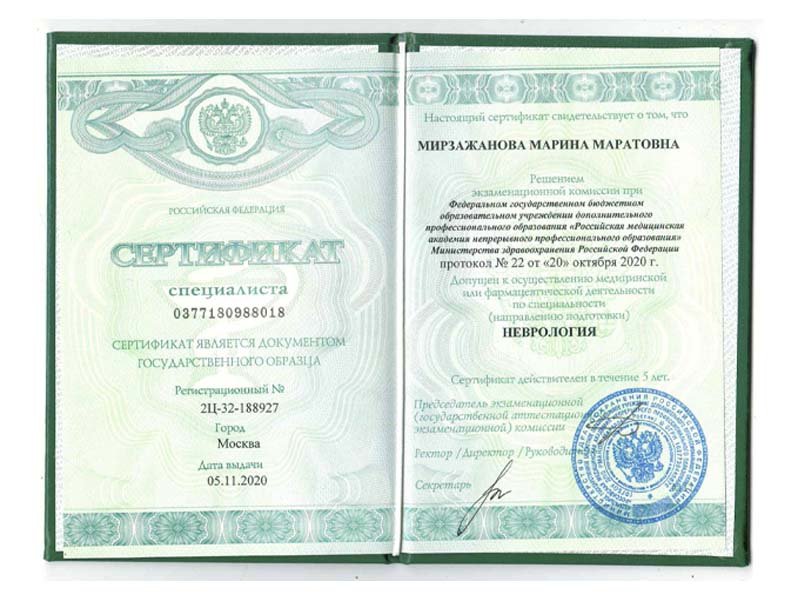 РОССИЙСКАЯ ФЕДЕРАЦИЯ
СЕРТИФИКАТ
специалиста
0377180988018
СЕРТИФИКАТ ЯВЛЯЕТСЯ ДОКУМЕНТОМ
ГОСУДАРСТВЕННОГО ОБРАЗЦА
Регистрационный №
2Ц-32-188927
Город
Москва
Дата выдачи
05.11.2020
Настоящий сертификат свидетельствует о том, что
МИРЗАЖАНОВА МАРИНА МАРАТОВНА
Решением
экзаменационной комиссии при
Федеральном государственном бюджетном
образовательном учреждении дополнительного
профессионального образования «Российская медицинская
академия непрерывного профессионального образования»
Министерства здравоохранения Российской Федерации
протокол № 22 от «20» октября 2020 г.
Допущен к осуществлению медицинской
или фармацевтической деятельности
по специальности
(направлению подготовки)
НЕВРОЛОГИЯ
Сертификат действителен в течение 5 лет.
Председатель экзаменационной
(государственной аттестацион
экзаменационной) комиссии
Ректор /Директор /Руководи
Секретарь